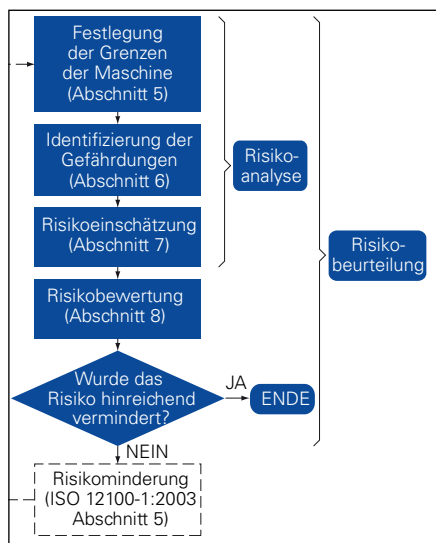 Festlegung
der Grenzen
der Maschine
(Abschnitt 5)
Identifizierung der
Gefährdungen
(Abschnitt 6)
Risiko-
analyse
Risikoeinschätzung
(Abschnitt 7)
Risiko-
beurteilung
Risikobewertung
(Abschnitt 8)
Wurde das
Risiko hinreichend
vermindert?
JA
ENDE
NEIN
Risikominderung
(ISO 12100-1:2003
Abschnitt 5)